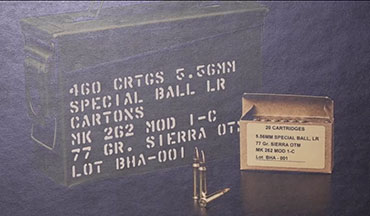 460 CRTGS 5.56MM
SPECIAL BALL LR
CARTONS
MK 262 MOD 1-C
77 GR. SIERRA OTM
LOT BHA-001
20 CARTRIDGES
5.56MM SPECIAL BALL, LR
77 Gr. SIERRA OTM
MK 262 MOD 1-C
Lot BHA - 001